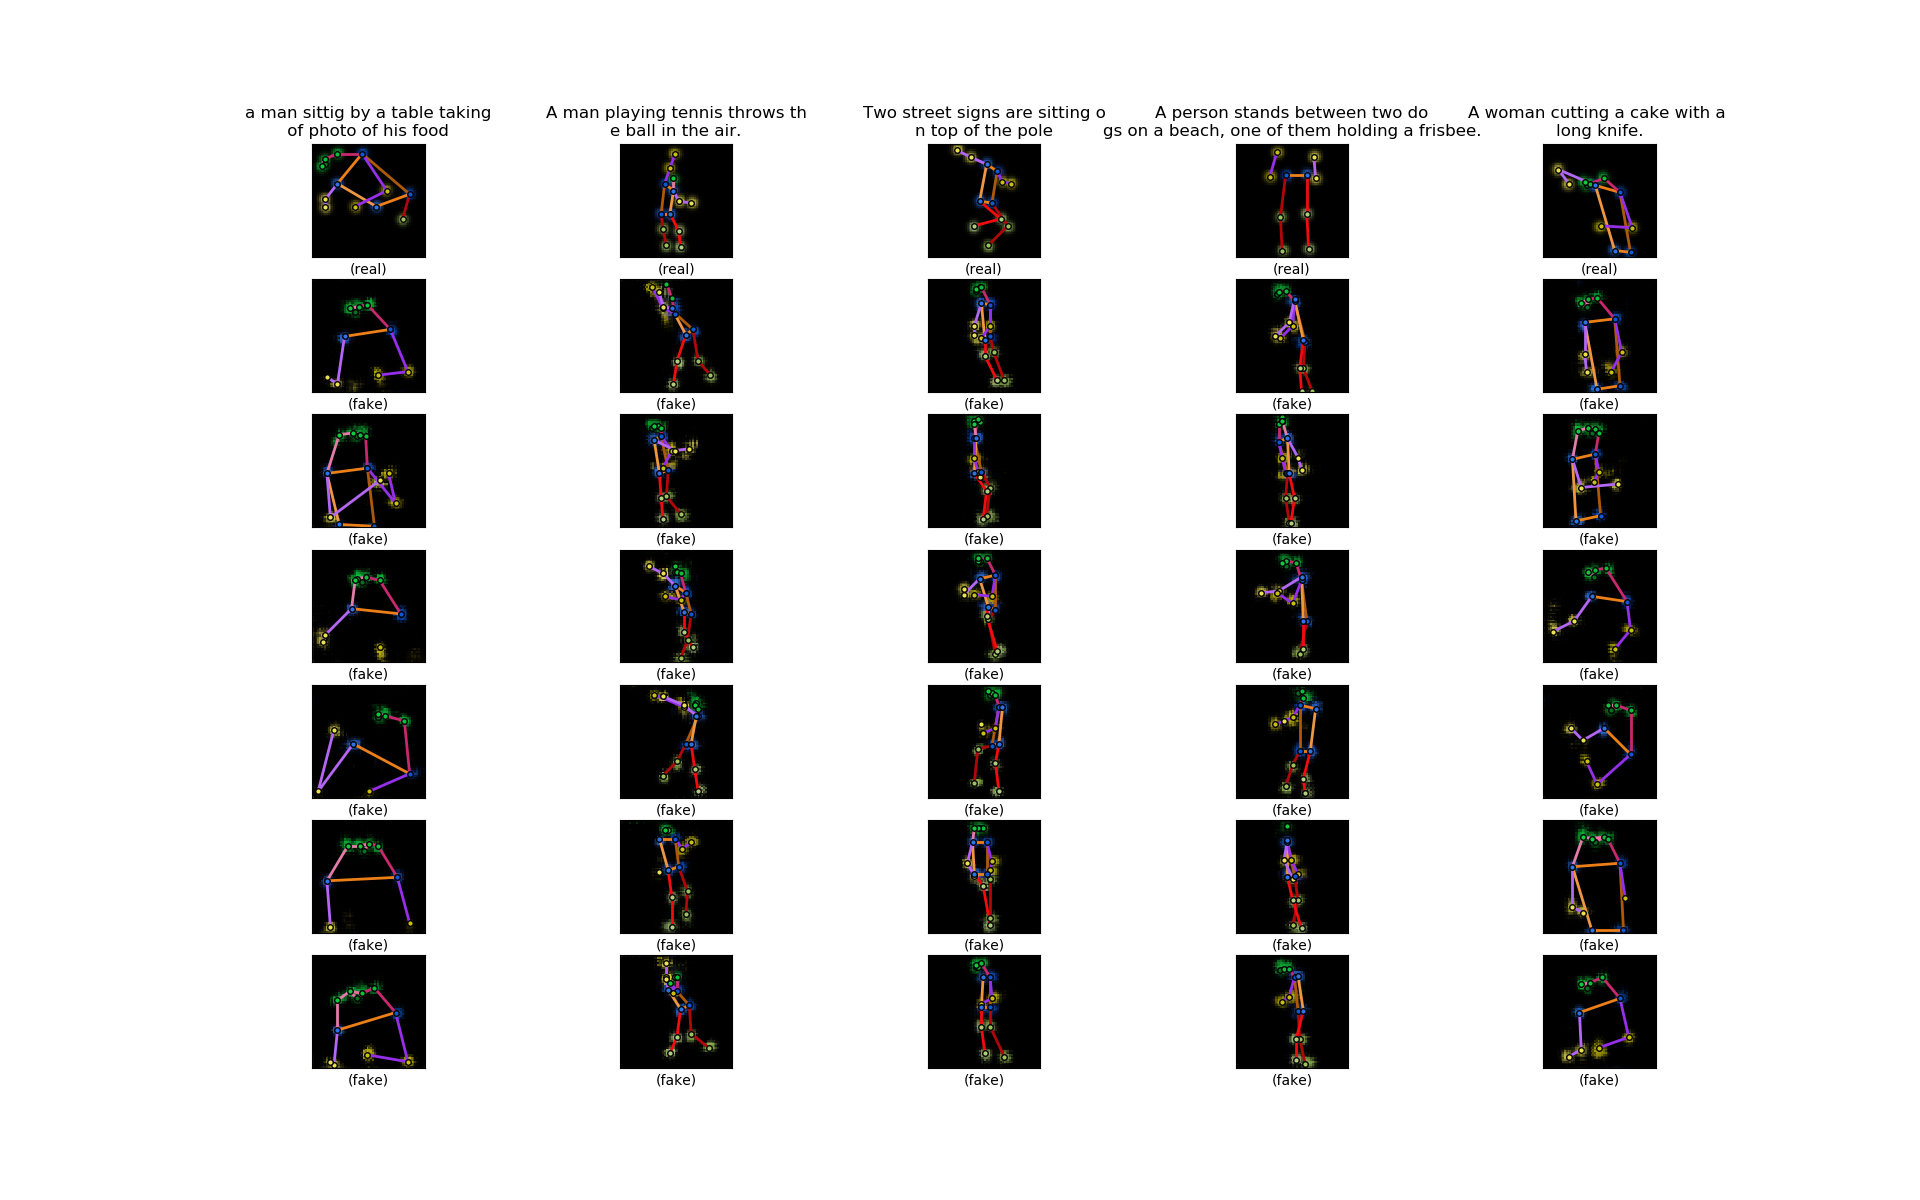 a man sittig by a table taking
of photo of his food
A man playing tennis throws th
e ball in the air.
Two street signs are sitting o
n top of the pole
A person stands between two do
gs on a beach, one of them holding a frisbee.
A woman cutting a cake with a
long knife.
(real) (real) (real) (real) (real)
(fake) (fake) (fake) (fake) (fake)
(fake) (fake) (fake) (fake) (fake)
(fake) (fake) (fake) (fake) (fake)
(fake) (fake) (fake) (fake) (fake)
(fake) (fake) (fake) (fake) (fake)
(fake) (fake) (fake) (fake) (fake)